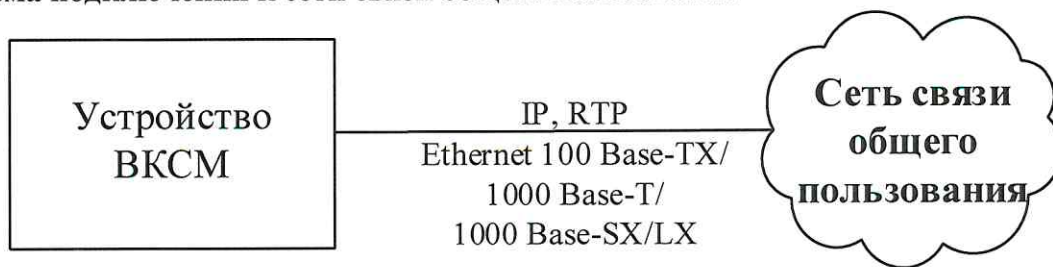 Устройство
ВКСМ
IP, RTP
Ethernet 100 Base-TX/
1000 Base-T/
1000 Base-SX/LX
Сеть связи
общего
пользования